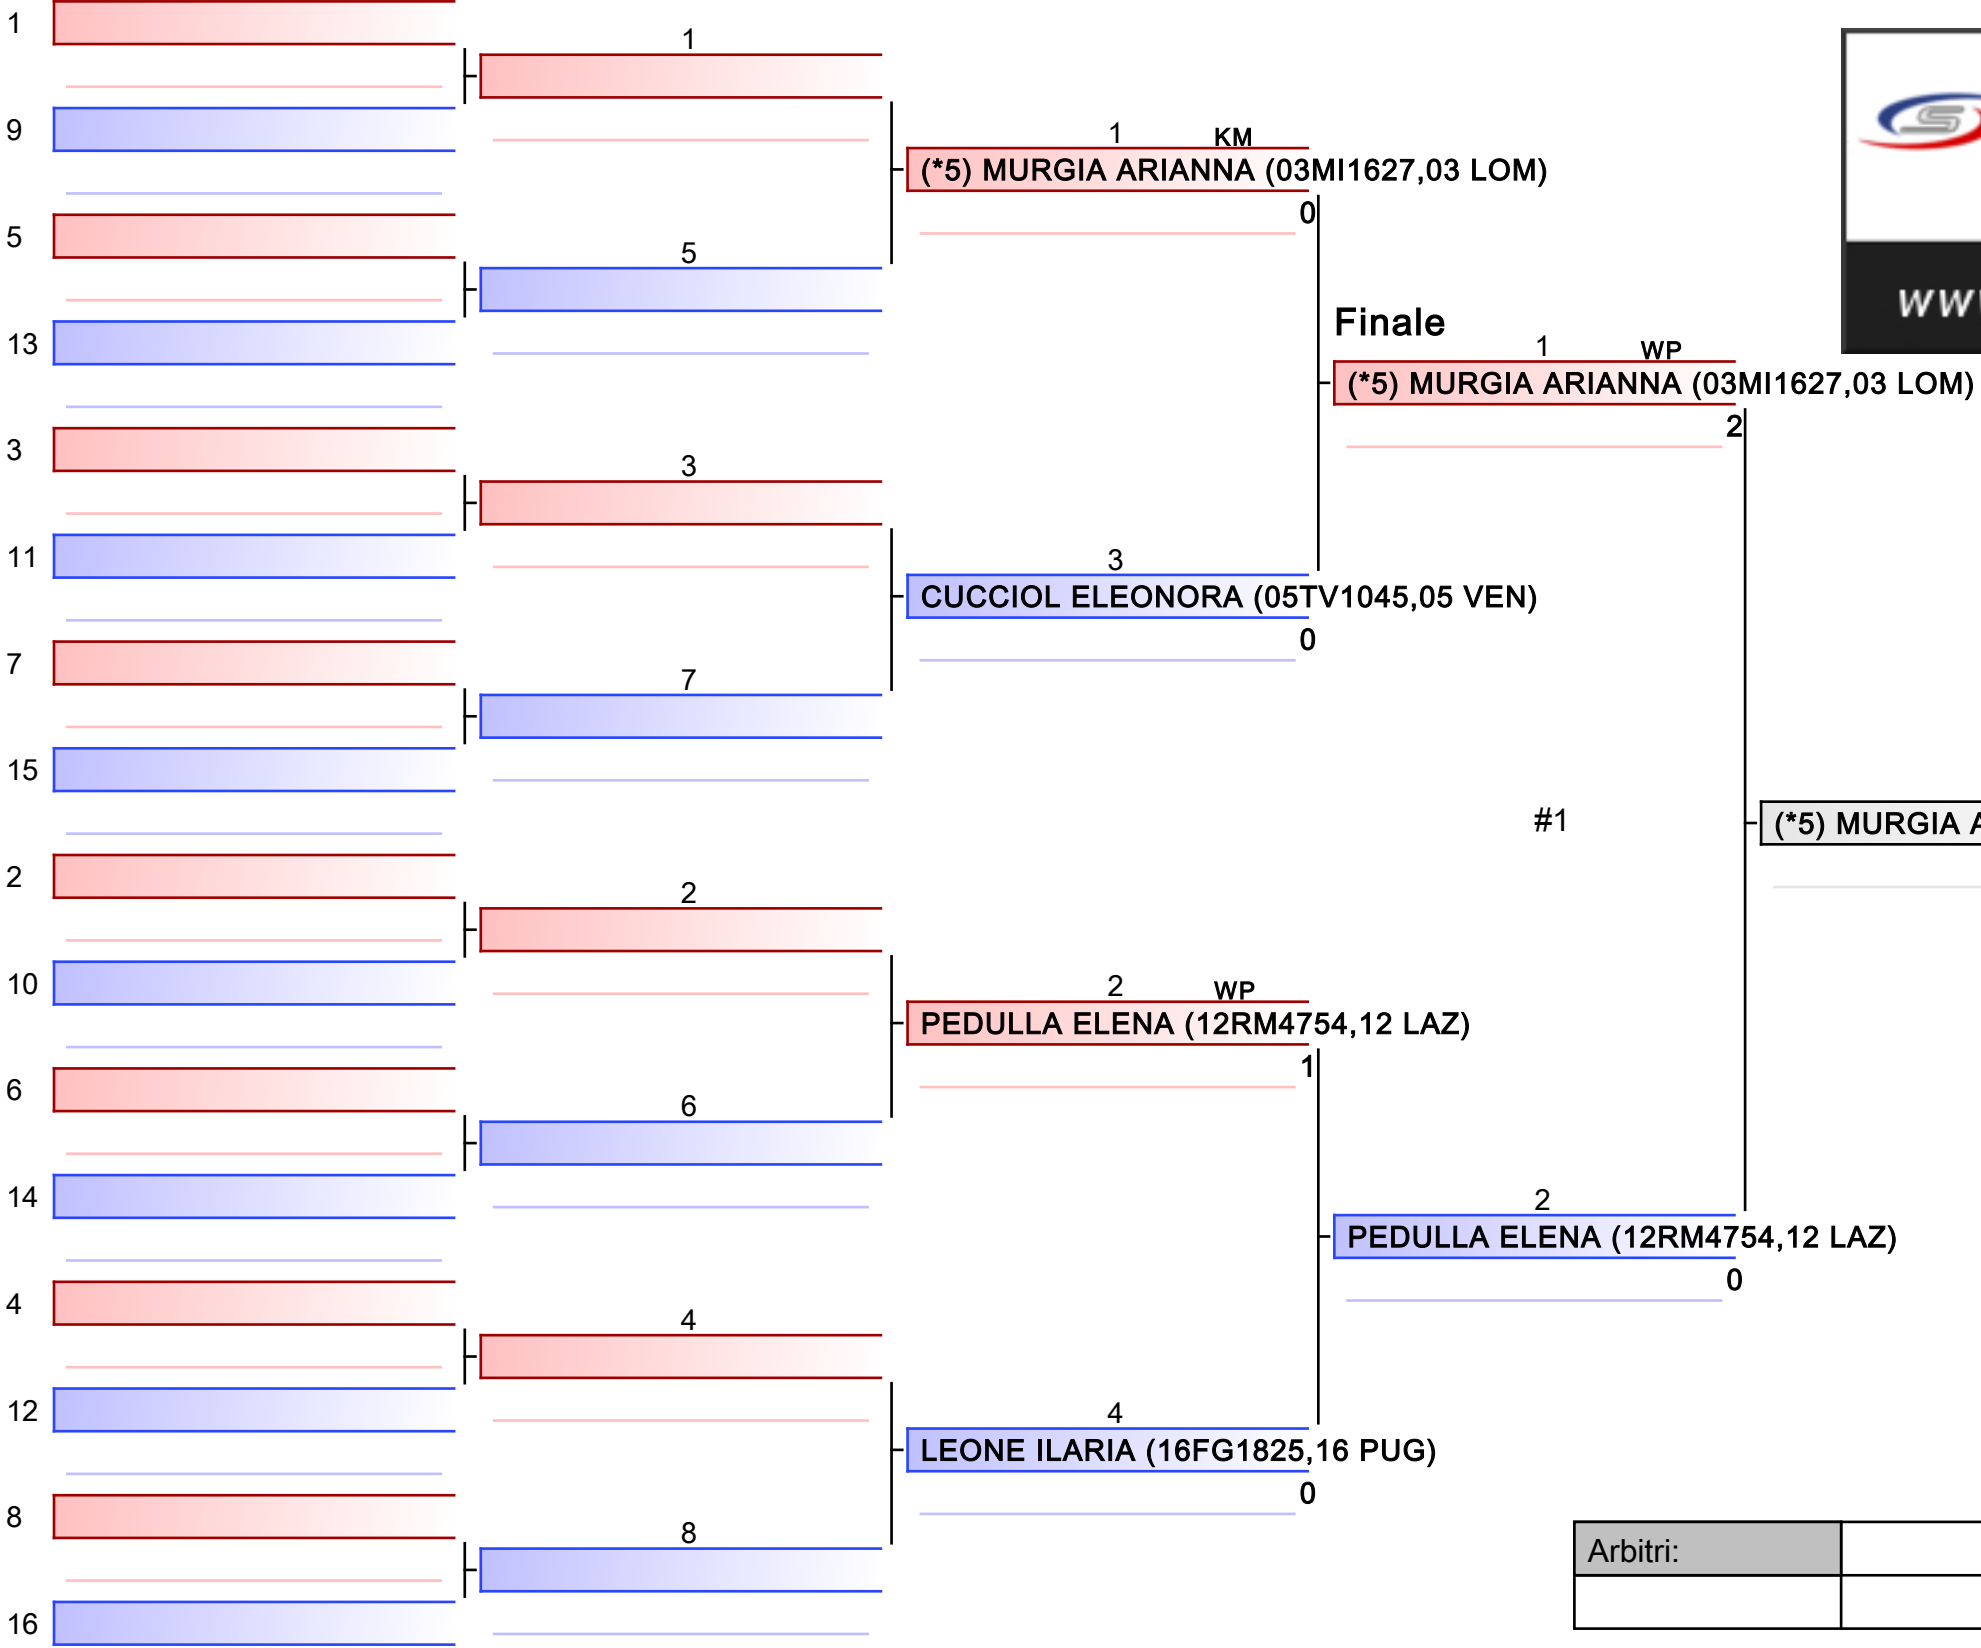 1
1
9
1 KM
(*5) MURGIA ARIANNA (03MI1627,03 LOM)
0
5
5
Finale
13
1 WP
(*5) MURGIA ARIANNA (03MI1627,03 LOM)
2
3
3
11
3
CUCCIOL ELEONORA (05TV1045,05 VEN)
0
7
7
15
#1
(*5) MURGIA
2
2
10
2 WP
PEDULLA ELENA (12RM4754,12 LAZ)
1
6
6
14
2
PEDULLA ELENA (12RM4754,12 LAZ)
0
4
4
12
4
LEONE ILARIA (16FG1825,16 PUG)
0
8
8
Arbitri:
16